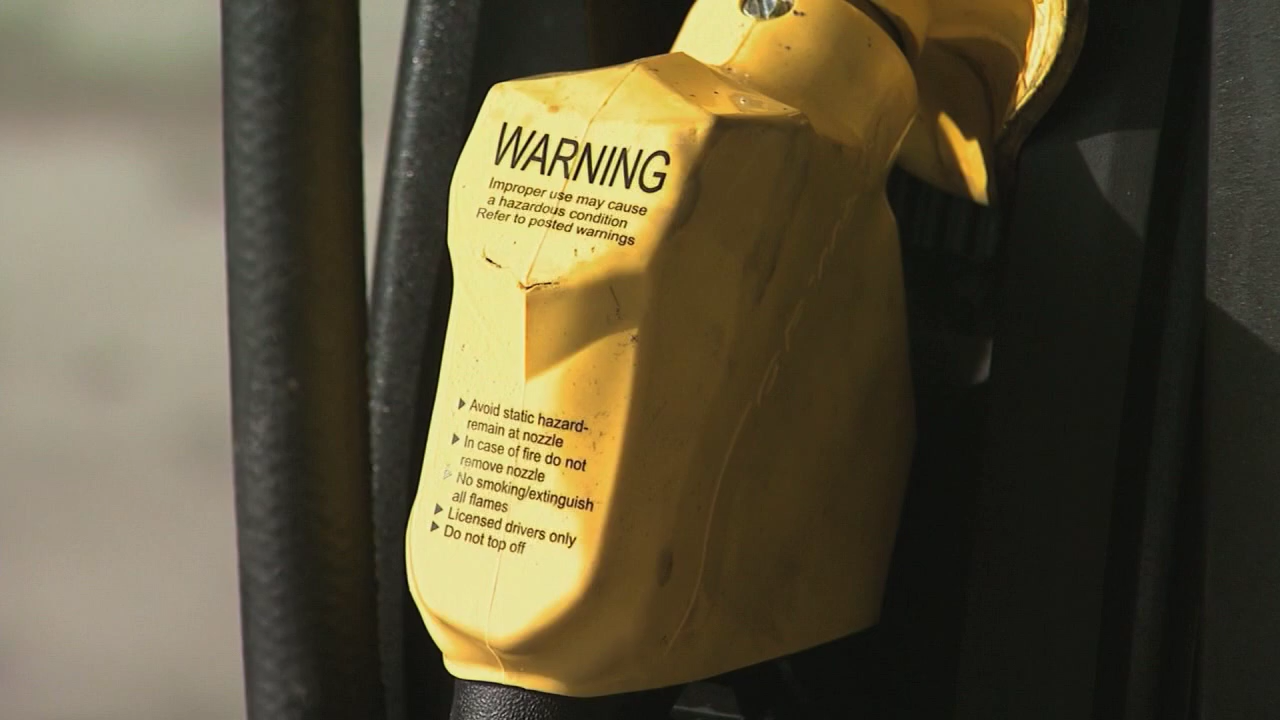 WARNING
Improper use may cause
a hazardous condition
Refer to posted warnings
▶ Avoid static hazard-
remain at nozzle
▶ In case of fire do not
remove nozzle
▶ No smoking/extinguish
all flames
▶ Licensed drivers only
▶ Do not top off